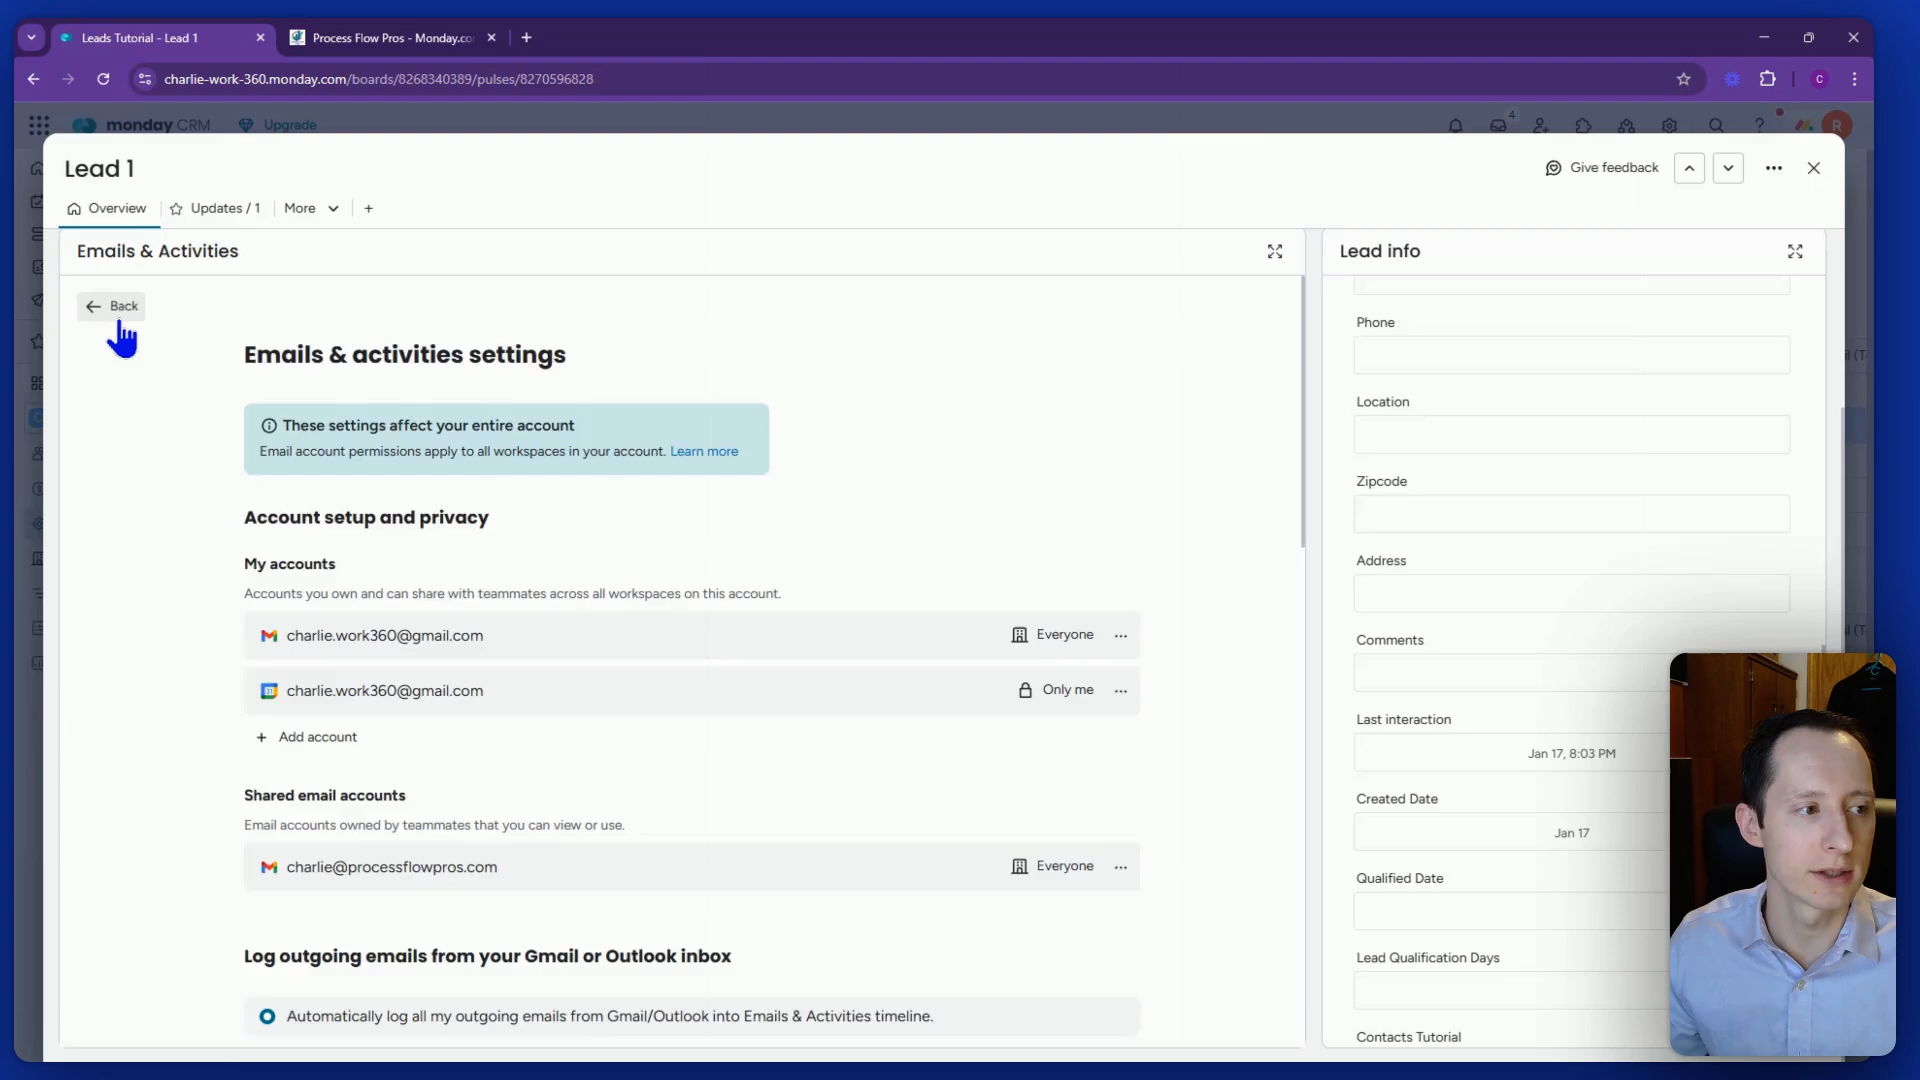 Leads Tutorial - Lead 1
Process Flow Pros - Monday.co
charlie-work-360.monday.com/boards/8268340389/pulses/8270596828
C
monday CRM
Upgrade
4
R
Lead 1
Give feedback
Overview
Updates / 1
More
Emails & Activities
Lead info
Back
Emails & activities settings
These settings affect your entire account
Email account permissions apply to all workspaces in your account. Learn more
Account setup and privacy
My accounts
Accounts you own and can share with teammates across all workspaces on this account.
charlie.work360@gmail.com
Everyone
31
charlie.work360@gmail.com
Only me
+ Add account
Shared email accounts
Email accounts owned by teammates that you can view or use.
charlie@processflowpros.com
Everyone
Log outgoing emails from your Gmail or Outlook inbox
Automatically log all my outgoing emails from Gmail/Outlook into Emails & Activities timeline.
Phone
Location
Zipcode
Address
Comments
Last interaction
Jan 17, 8:03 PM
Created Date
Jan 17
Qualified Date
Lead Qualification Days
Contacts Tutorial